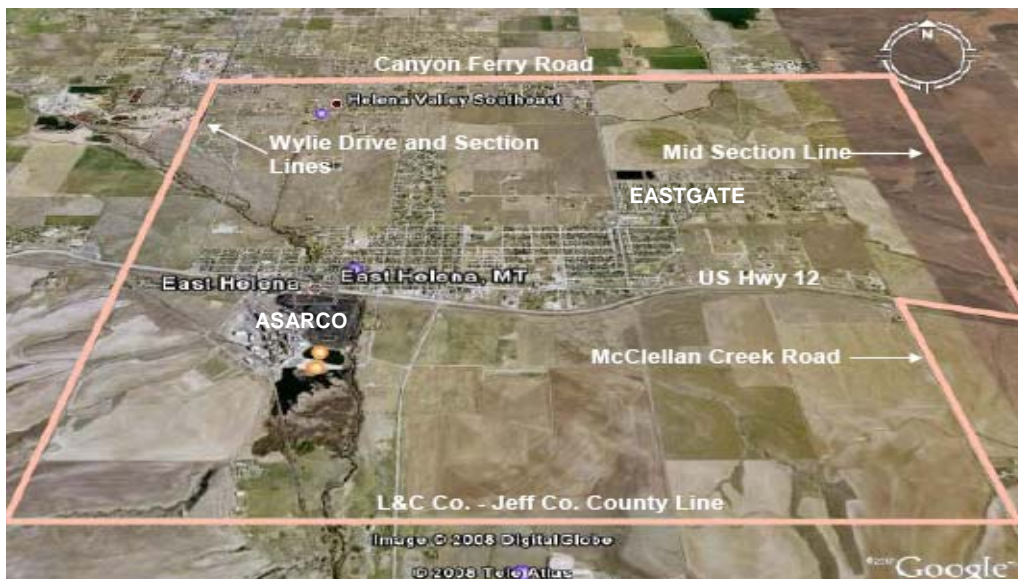 N
Canyon Ferry Road
Helena Valley Southeast
Wylie Drive and Section
Lines
Mid Section Line
EASTGATE
East Helena, MT
East Helena
US Hwy 12
ASARCO
McClellan Creek Road
L&C Co. - Jeff Co. County Line
Image © 2008 DigitalGlobe
© 2008 Tele Atlas
Google